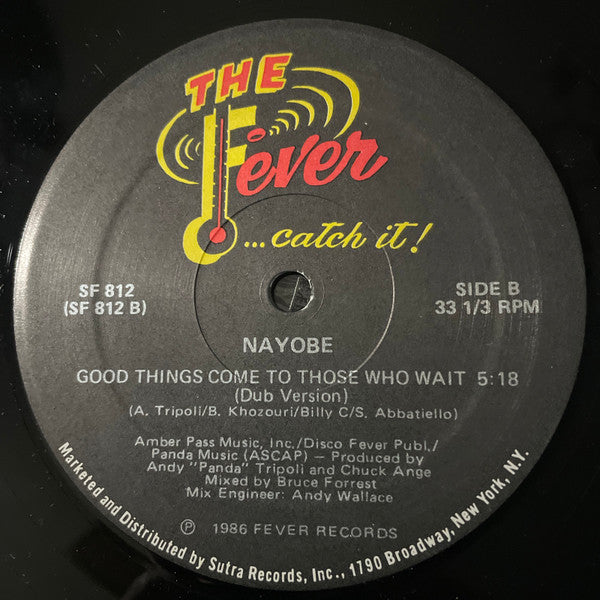 THE
Fever
...catch it!
SF 812
(SF 812 B)
SIDE B
33 1/3 RPM
NAYOBE
GOOD THINGS COME TO THOSE WHO WAIT 5:18
(Dub Version)
(A. Tripoli/B. Khozouri/Billy C/S. Abbatiello)
Amber Pass Music, Inc./Disco Fever Publ./
Panda Music (ASCAP) – Produced by
Andy "Panda" Tripoli and Chuck Ange
Mixed by Bruce Forrest
Mix Engineer: Andy Wallace
℗ 1986 FEVER RECORDS
Marketed and Distributed by Sutra Records, Inc., 1790 Broadway, New York, N.Y.